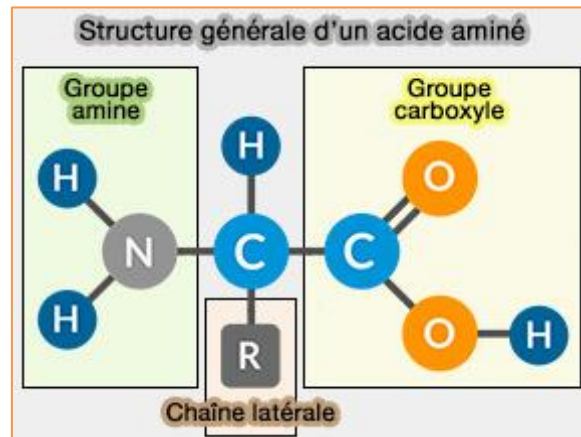 Structure générale d'un acide aminé
Groupe
amine
Groupe
carboxyle
H
H
O
N
C
C
H
R
O
H
Chaîne latérale